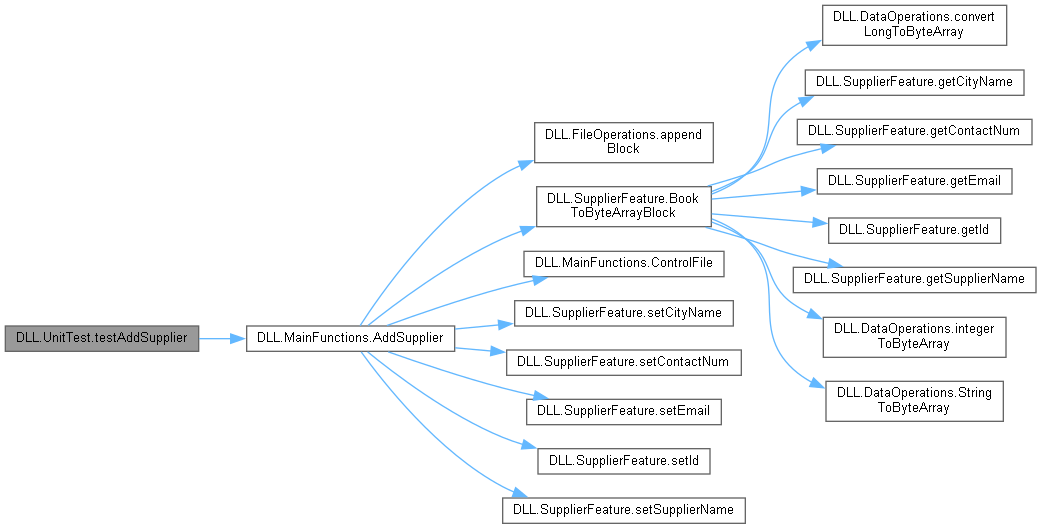 DLL.UnitTest.testAddSupplier
DLL.MainFunctions.AddSupplier
DLL.FileOperations.append
Block
DLL.SupplierFeature.Book
ToByteArrayBlock
DLL.MainFunctions.ControlFile
DLL.SupplierFeature.setCityName
DLL.SupplierFeature.setContactNum
DLL.SupplierFeature.setEmail
DLL.SupplierFeature.setId
DLL.SupplierFeature.setSupplierName
DLL.DataOperations.convert
LongToByteArray
DLL.SupplierFeature.getCityName
DLL.SupplierFeature.getContactNum
DLL.SupplierFeature.getEmail
DLL.SupplierFeature.getId
DLL.SupplierFeature.getSupplierName
DLL.DataOperations.integer
ToByteArray
DLL.DataOperations.String
ToByteArray